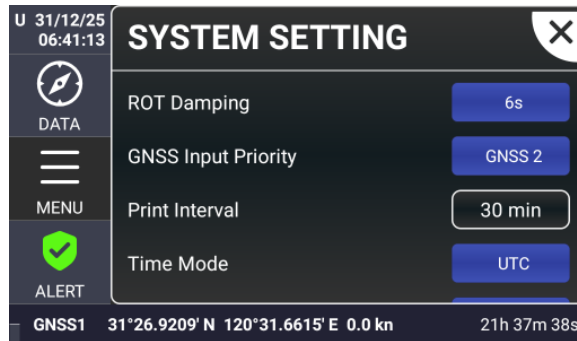 U 31/12/25
06:41:13
DATA
MENU
ALERT
SYSTEM SETTING
ROT Damping 6s
GNSS Input Priority GNSS 2
Print Interval 30 min
Time Mode UTC
GNSS1 31°26.9209' N 120°31.6615' E 0.0 kn 21h 37m 38s